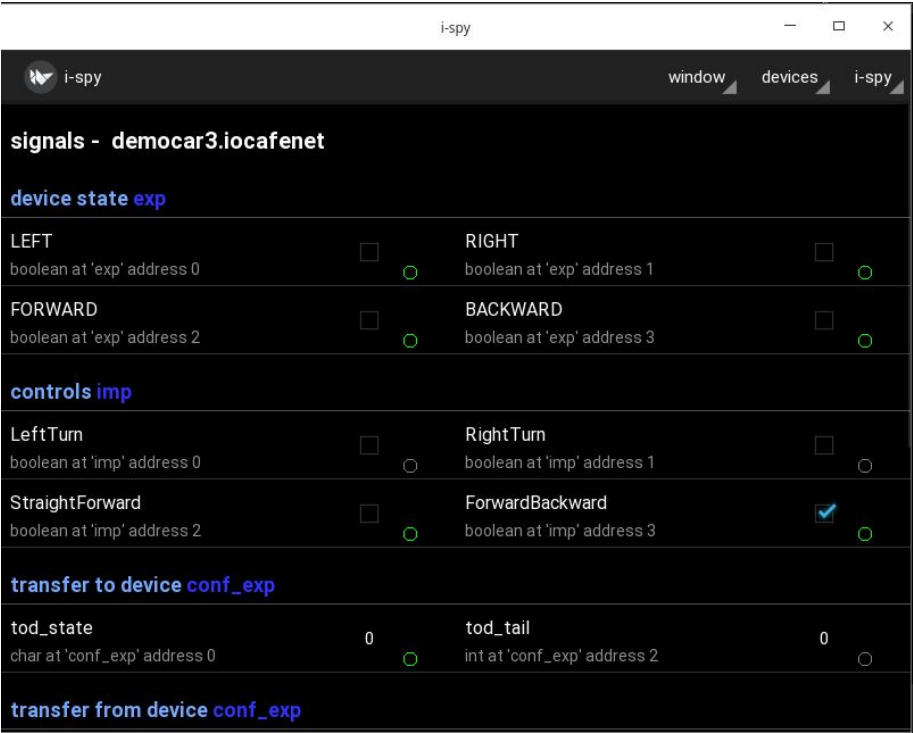 i-spy
i-spy window devices i-spy
signals - democar3.iocafenet
device state exp
LEFT RIGHT
boolean at 'exp' address 0 boolean at 'exp' address 1
FORWARD BACKWARD
boolean at 'exp' address 2 boolean at 'exp' address 3
controls imp
LeftTurn RightTurn
boolean at 'imp' address 0 boolean at 'imp' address 1
StraightForward ForwardBackward
boolean at 'imp' address 2 boolean at 'imp' address 3
transfer to device conf_exp
tod_state 0 tod_tail 0
char at 'conf_exp' address 0 int at 'conf_exp' address 2
transfer from device conf_exp